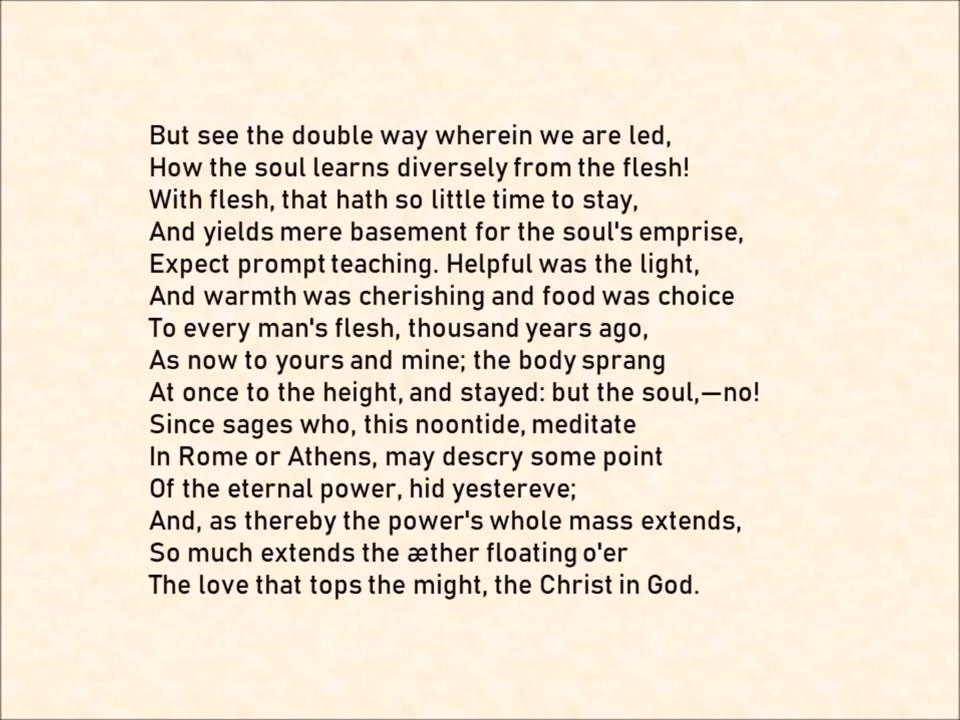 But see the double way wherein we are led,
How the soul learns diversely from the flesh!
With flesh, that hath so little time to stay,
And yields mere basement for the soul's emprise,
Expect prompt teaching. Helpful was the light,
And warmth was cherishing and food was choice
To every man's flesh, thousand years ago,
As now to yours and mine; the body sprang
At once to the height, and stayed: but the soul,—no!
Since sages who, this noontide, meditate
In Rome or Athens, may descry some point
Of the eternal power, hid yestereve;
And, as thereby the power's whole mass extends,
So much extends the æther floating o'er
The love that tops the might, the Christ in God.